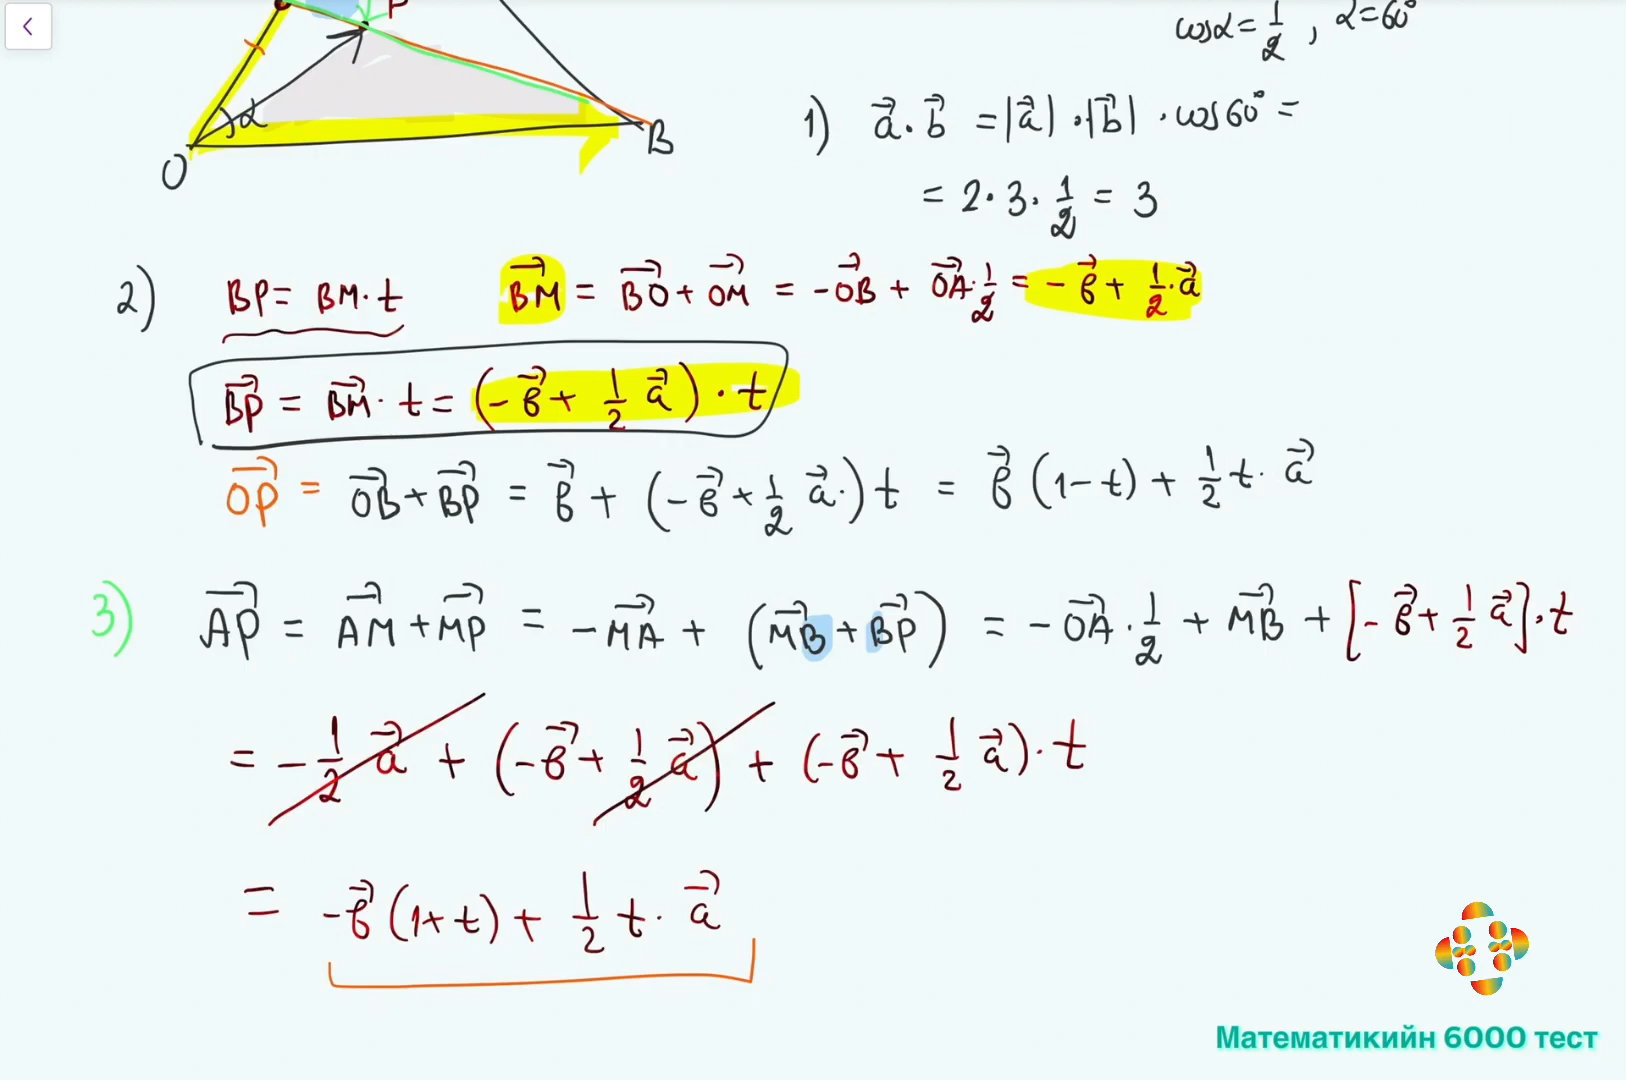 P
cosα = 1/2 , α=60°
α
O
B
1) a⃗ · b⃗ = |a⃗| · |b⃗| · cos60° =
= 2 · 3 · 1/2 = 3
2) BP = BM · t BM⃗ = BO⃗ + OM⃗ = -OB⃗ + OA⃗ · 1/2 = -b⃗ + 1/2 · a⃗
BP⃗ = BM⃗ · t = (-b⃗ + 1/2 a⃗) · t
OP⃗ = OB⃗ + BP⃗ = b⃗ + (-b⃗ + 1/2 a⃗ ·) t = b⃗ (1-t) + 1/2 t · a⃗
3) AP⃗ = AM⃗ + MP⃗ = -MA⃗ + (MB⃗ + BP⃗) = -OA⃗ · 1/2 + MB⃗ + [-b⃗ + 1/2 a⃗] · t
= -1/2 a⃗ + (-b⃗ + 1/2 a⃗) + (-b⃗ + 1/2 a⃗) · t
= -b⃗ (1+t) + 1/2 t · a⃗
Математикийн 6000 тест